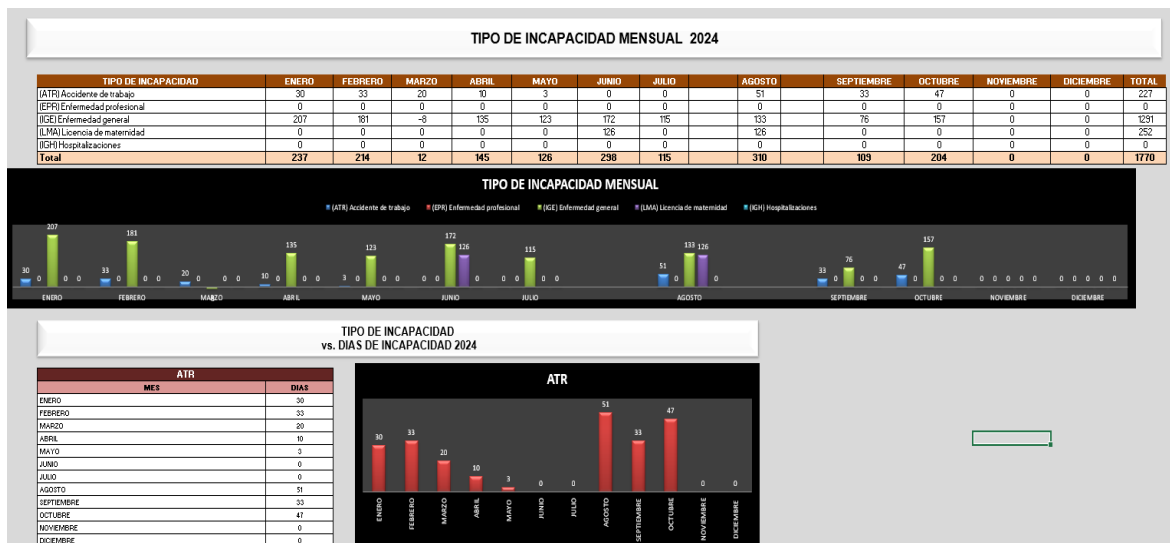 TIPO DE INCAPACIDAD MENSUAL 2024
TIPO DE INCAPACIDAD ENERO FEBRERO MARZO ABRIL MAYO JUNIO JULIO AGOSTO SEPTIEMBRE OCTUBRE NOVIEMBRE DICIEMBRE TOTAL
(ATR) Accidente de trabajo 30 33 20 10 3 0 0 51 33 47 0 0 227
(EPR) Enfermedad profesional 0 0 0 0 0 0 0 0 0 0 0 0 0
(IGE) Enfermedad general 207 181 -8 135 123 172 115 133 76 157 0 0 1291
(LMA) Licencia de maternidad 0 0 0 0 0 126 0 126 0 0 0 0 252
(IGH) Hospitalizaciones 0 0 0 0 0 0 0 0 0 0 0 0 0
Total 237 214 12 145 126 298 115 310 109 204 0 0 1770
TIPO DE INCAPACIDAD MENSUAL
(ATR) Accidente de trabajo (EPR) Enfermedad profesional (IGE) Enfermedad general (LMA) Licencia de maternidad (IGH) Hospitalizaciones
30 0 207 0 0 33 0 181 0 0 20 0 0 0 10 0 135 0 0 3 0 123 0 0 0 0 172 126 0 0 0 115 0 0 51 0 133 126 0 33 0 76 0 0 47 0 157 0 0 0 0 0 0 0 0 0 0 0 0
ENERO FEBRERO MARZO ABRIL MAYO JUNIO JULIO AGOSTO SEPTIEMBRE OCTUBRE NOVIEMBRE DICIEMBRE
TIPO DE INCAPACIDAD
vs. DIAS DE INCAPACIDAD 2024
ATR
MES DIAS
ENERO 30
FEBRERO 33
MARZO 20
ABRIL 10
MAYO 3
JUNIO 0
JULIO 0
AGOSTO 51
SEPTIEMBRE 33
OCTUBRE 47
NOVIEMBRE 0
DICIEMBRE 0
ATR
30 33 20 10 3 0 0 51 33 47 0 0
ENERO FEBRERO MARZO ABRIL MAYO JUNIO JULIO AGOSTO SEPTIEMBRE OCTUBRE NOVIEMBRE DICIEMBRE